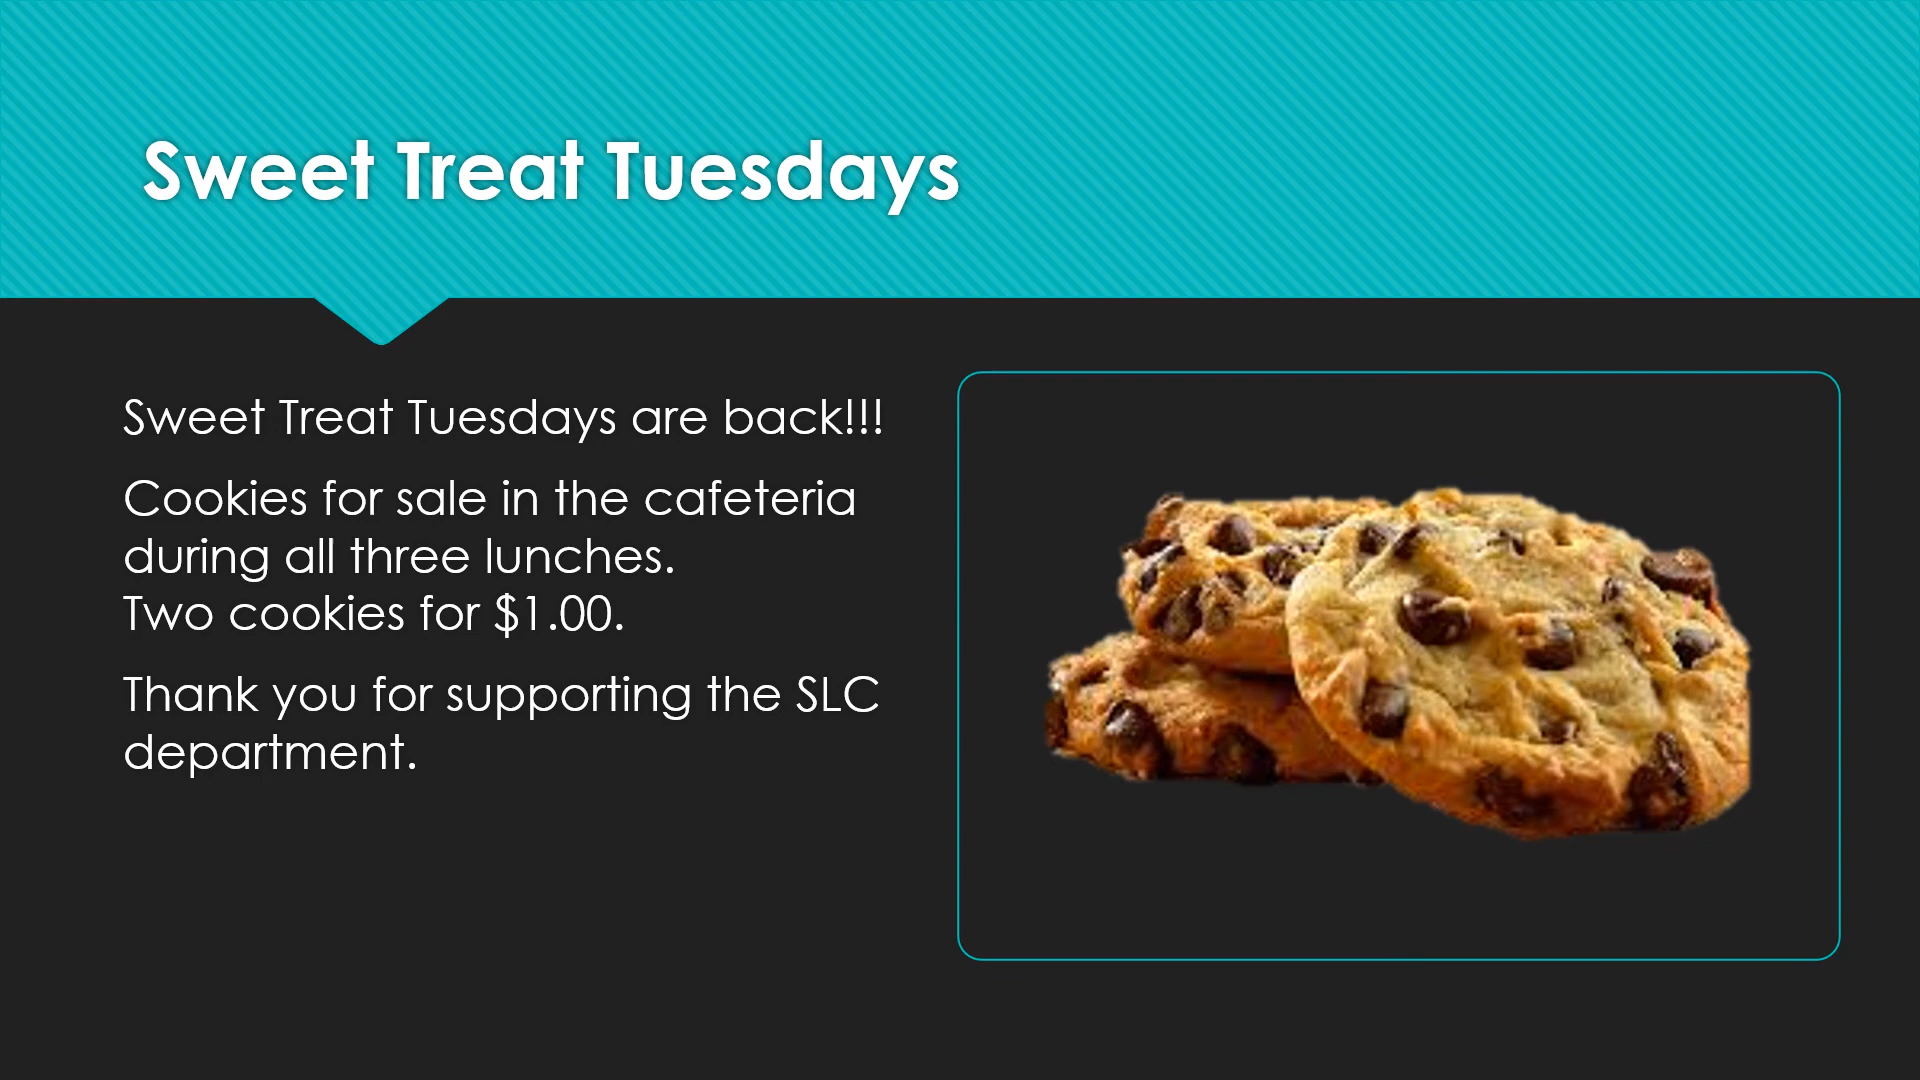 Sweet Treat Tuesdays
Sweet Treat Tuesdays are back!!!
Cookies for sale in the cafeteria
during all three lunches.
Two cookies for $1.00.
Thank you for supporting the SLC
department.